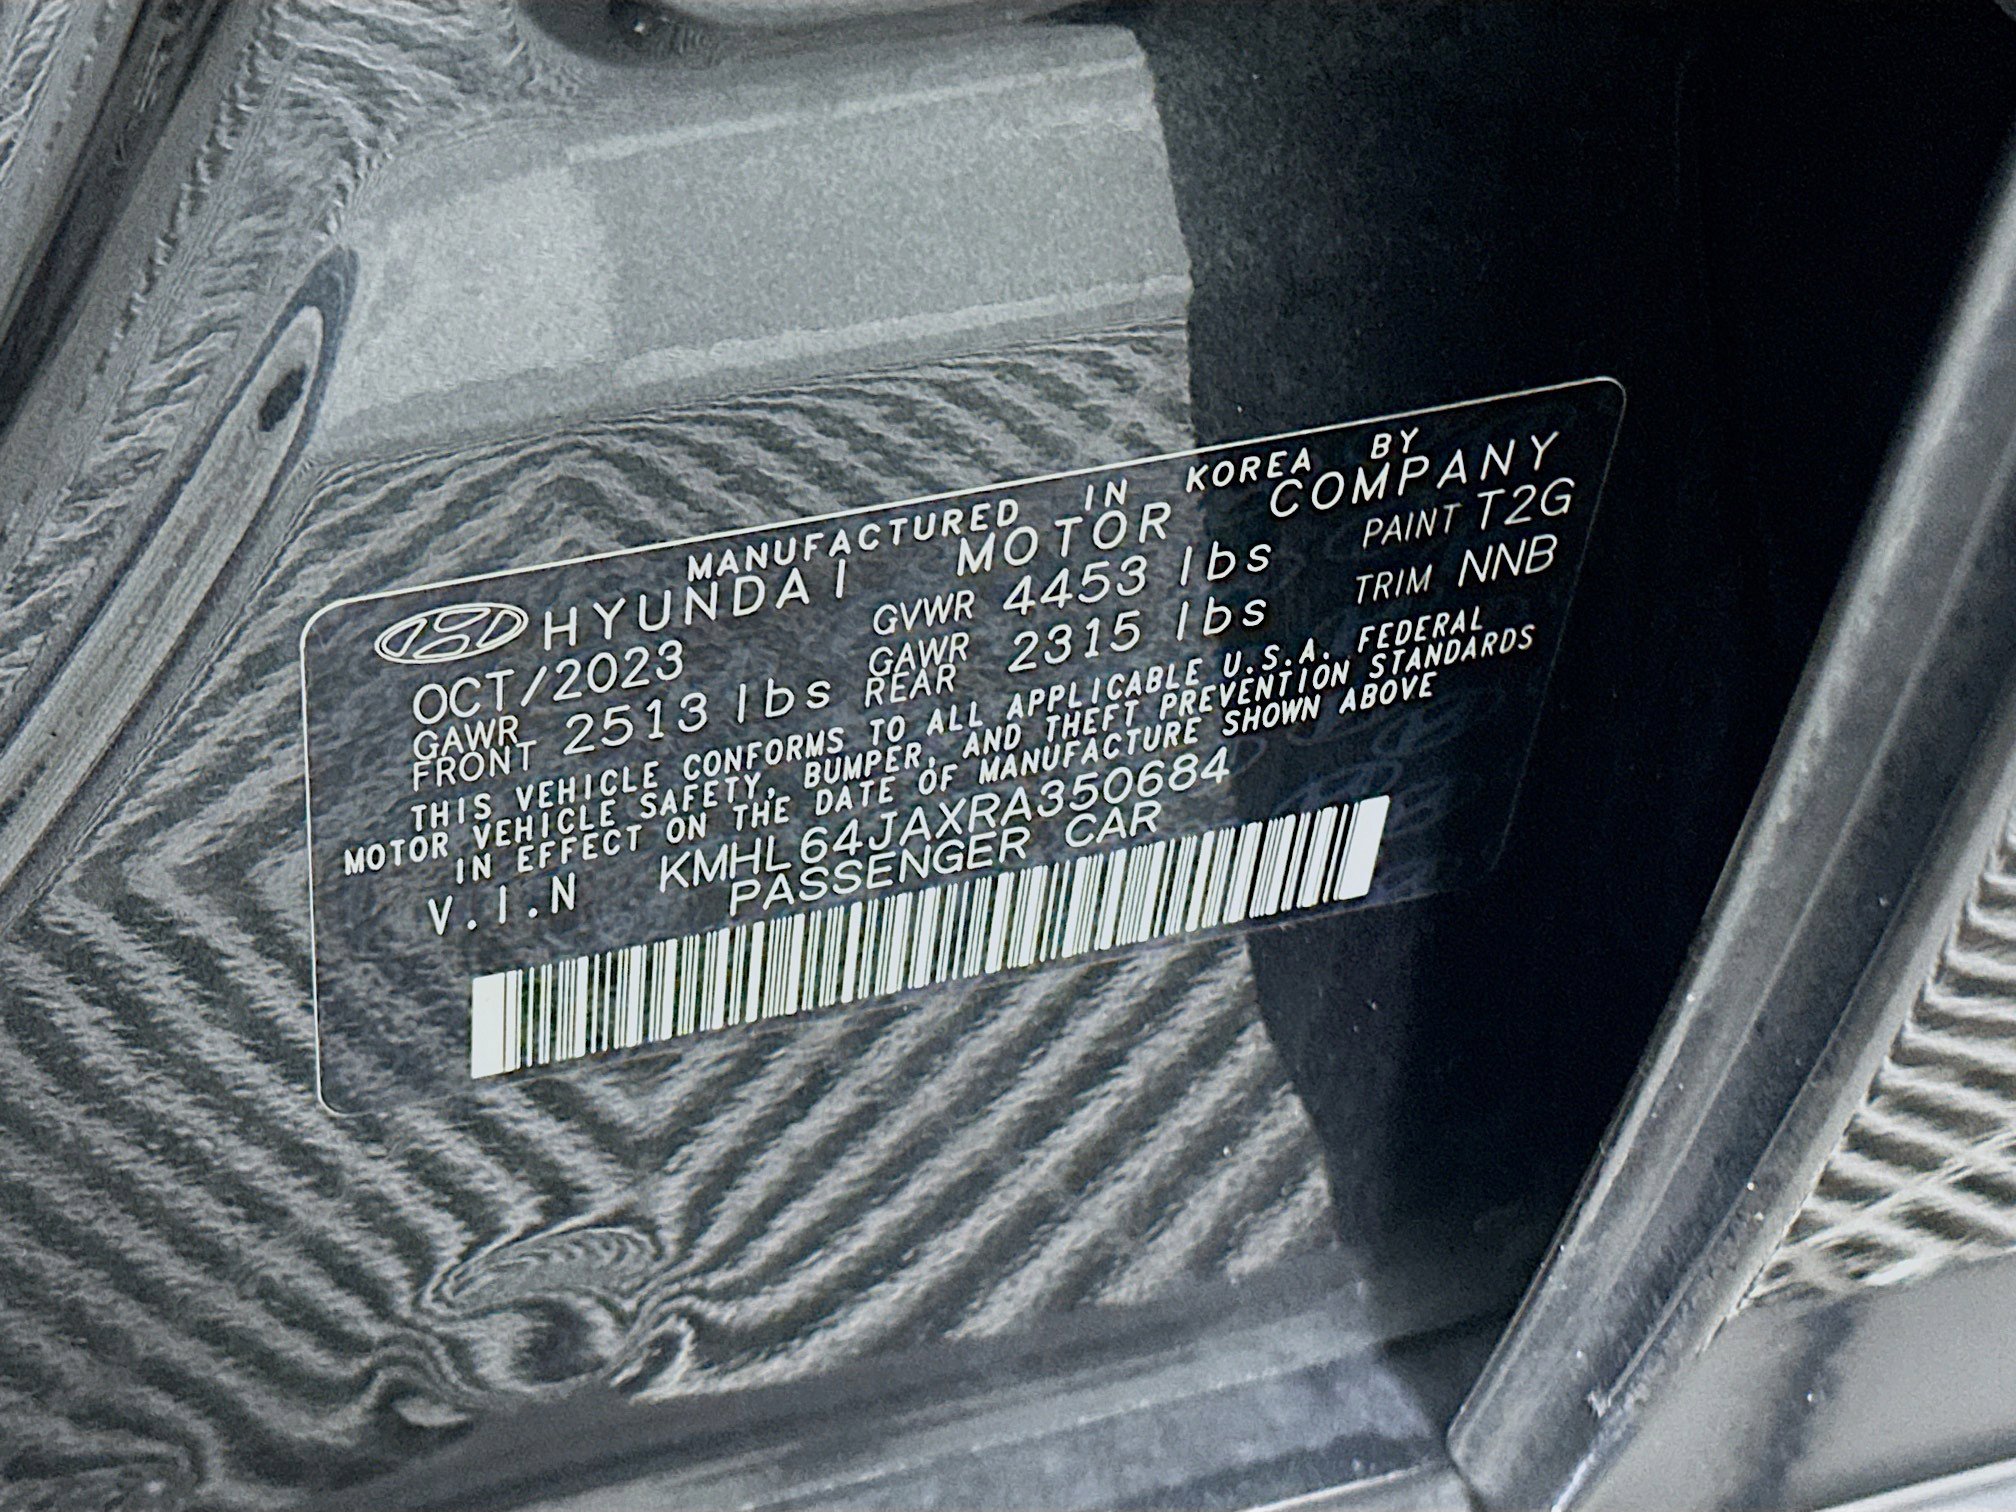 MANUFACTURED IN KOREA BY
HYUNDAI MOTOR COMPANY
OCT/2023 GVWR 4453 lbs PAINT T2G
GAWR FRONT 2513 lbs GAWR REAR 2315 lbs TRIM NNB
THIS VEHICLE CONFORMS TO ALL APPLICABLE U.S.A. FEDERAL
MOTOR VEHICLE SAFETY, BUMPER, AND THEFT PREVENTION STANDARDS
IN EFFECT ON THE DATE OF MANUFACTURE SHOWN ABOVE
V.I.N KMHL64JAXRA350684
PASSENGER CAR